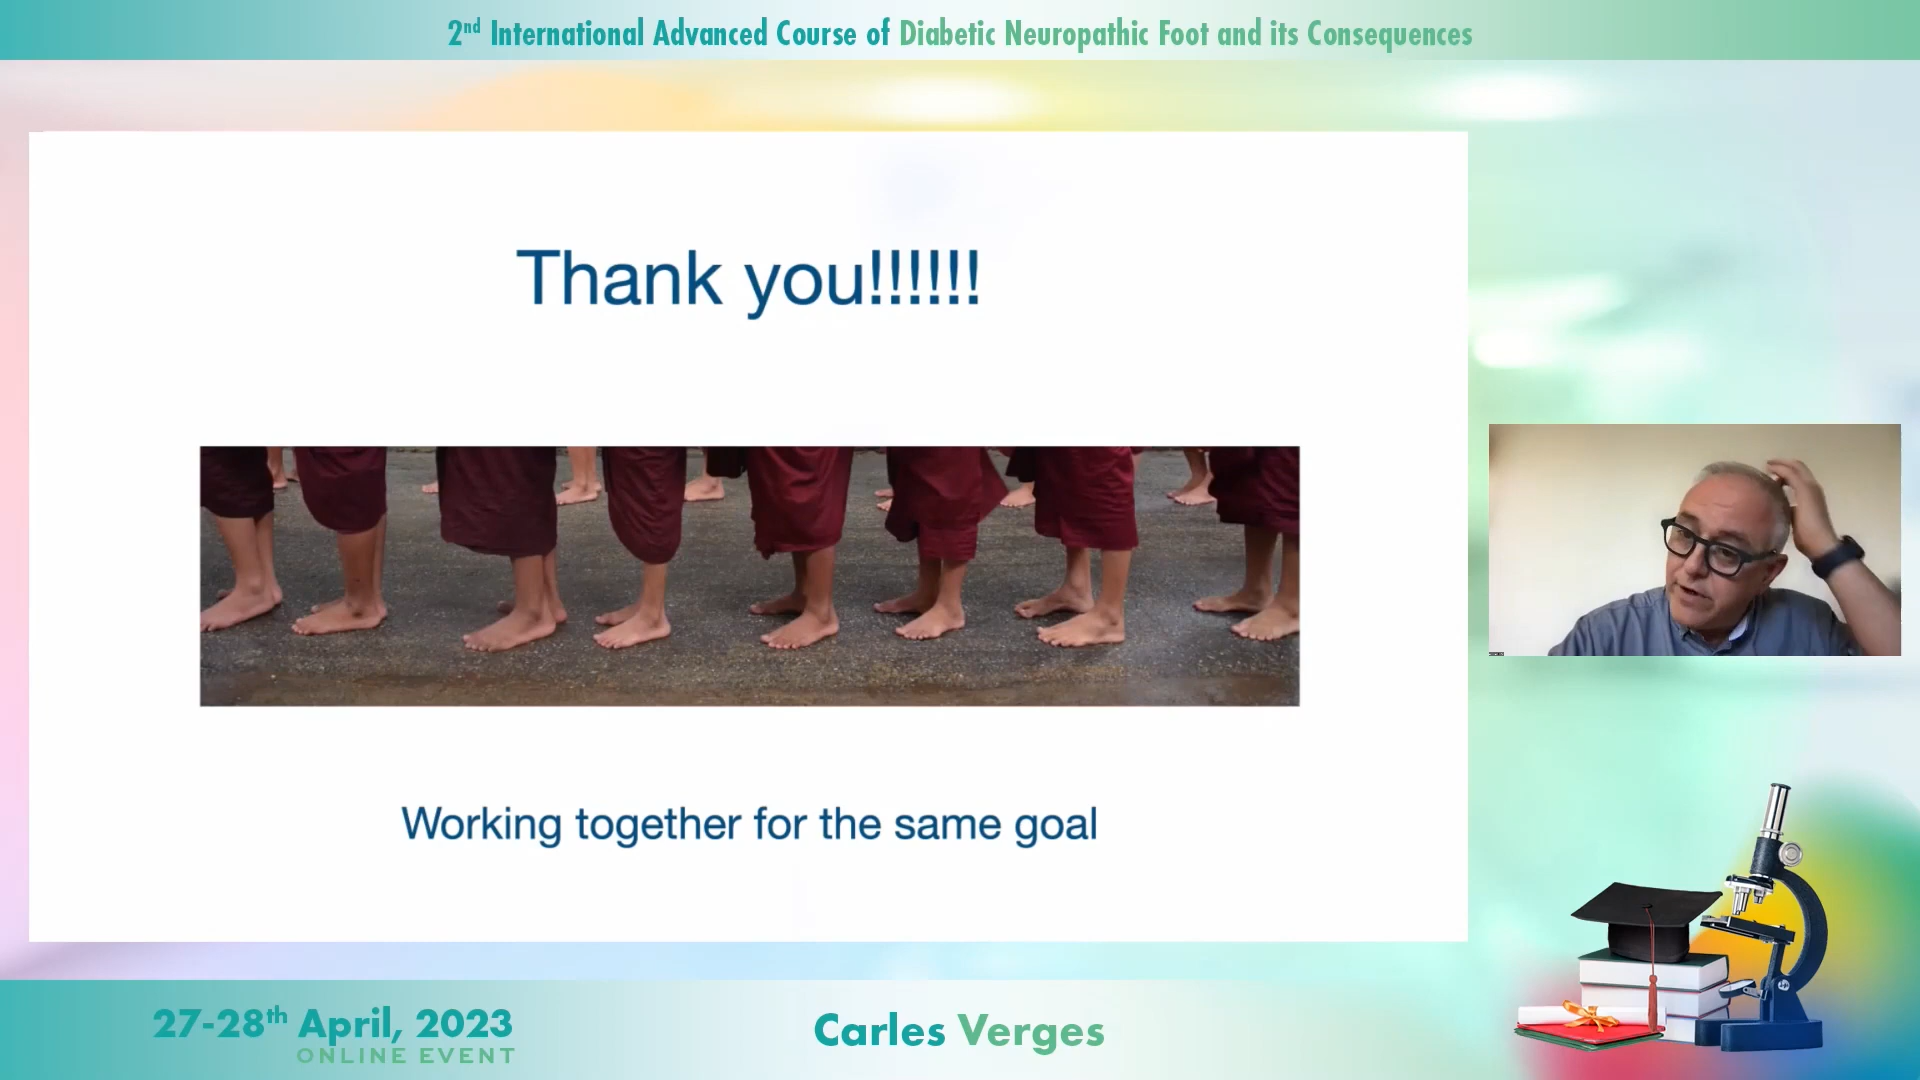 2nd International Advanced Course of Diabetic Neuropathic Foot and its Consequences
Thank you!!!!!!
Working together for the same goal
27-28th April, 2023
ONLINE EVENT
Carles Verges